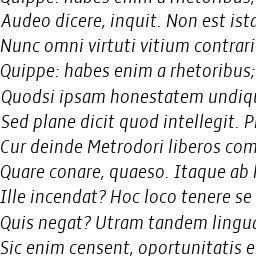 Quippe: habes enim a rhetoribus;
Audeo dicere, inquit. Non est ista
Nunc omni virtuti vitium contrari
Quippe: habes enim a rhetoribus;
Quodsi ipsam honestatem undiqu
Sed plane dicit quod intellegit. P
Cur deinde Metrodori liberos com
Quare conare, quaeso. Itaque ab
Ille incendat? Hoc loco tenere se
Quis negat? Utram tandem lingua
Sic enim censent, oportunitatis e